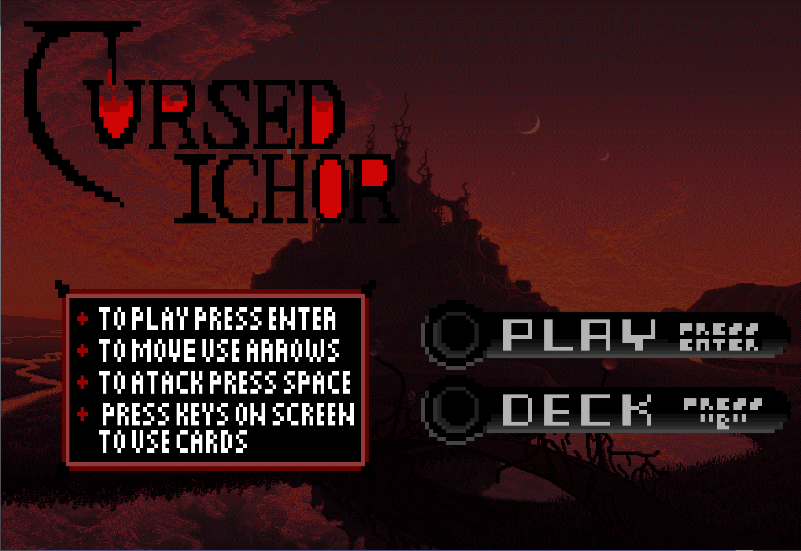 CURSED
ICHOR
TO PLAY PRESS ENTER
TO MOVE USE ARROWS
TO ATACK PRESS SPACE
PRESS KEYS ON SCREEN
TO USE CARDS
PLAY PRESS
ENTER
DECK PRESS